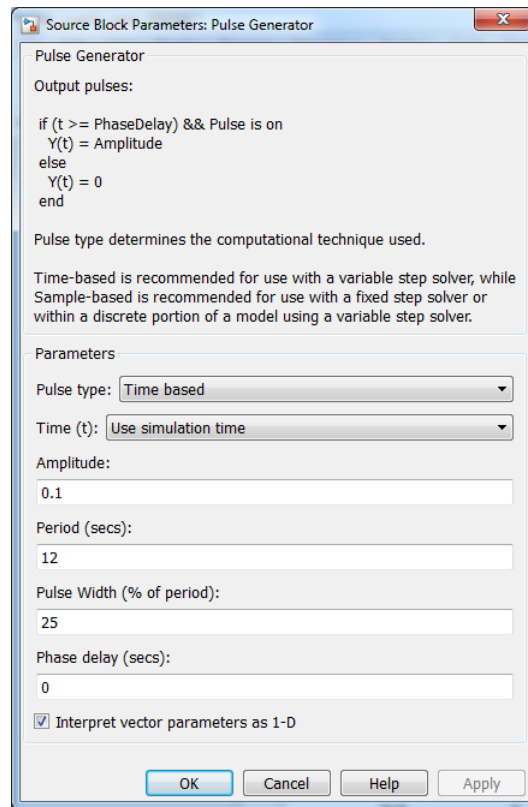 Source Block Parameters: Pulse Generator
Pulse Generator
Output pulses:
if (t >= PhaseDelay) && Pulse is on
Y(t) = Amplitude
else
Y(t) = 0
end
Pulse type determines the computational technique used.
Time-based is recommended for use with a variable step solver, while
Sample-based is recommended for use with a fixed step solver or
within a discrete portion of a model using a variable step solver.
Parameters
Pulse type: Time based
Time (t): Use simulation time
Amplitude:
0.1
Period (secs):
12
Pulse Width (% of period):
25
Phase delay (secs):
0
Interpret vector parameters as 1-D
OK Cancel Help Apply